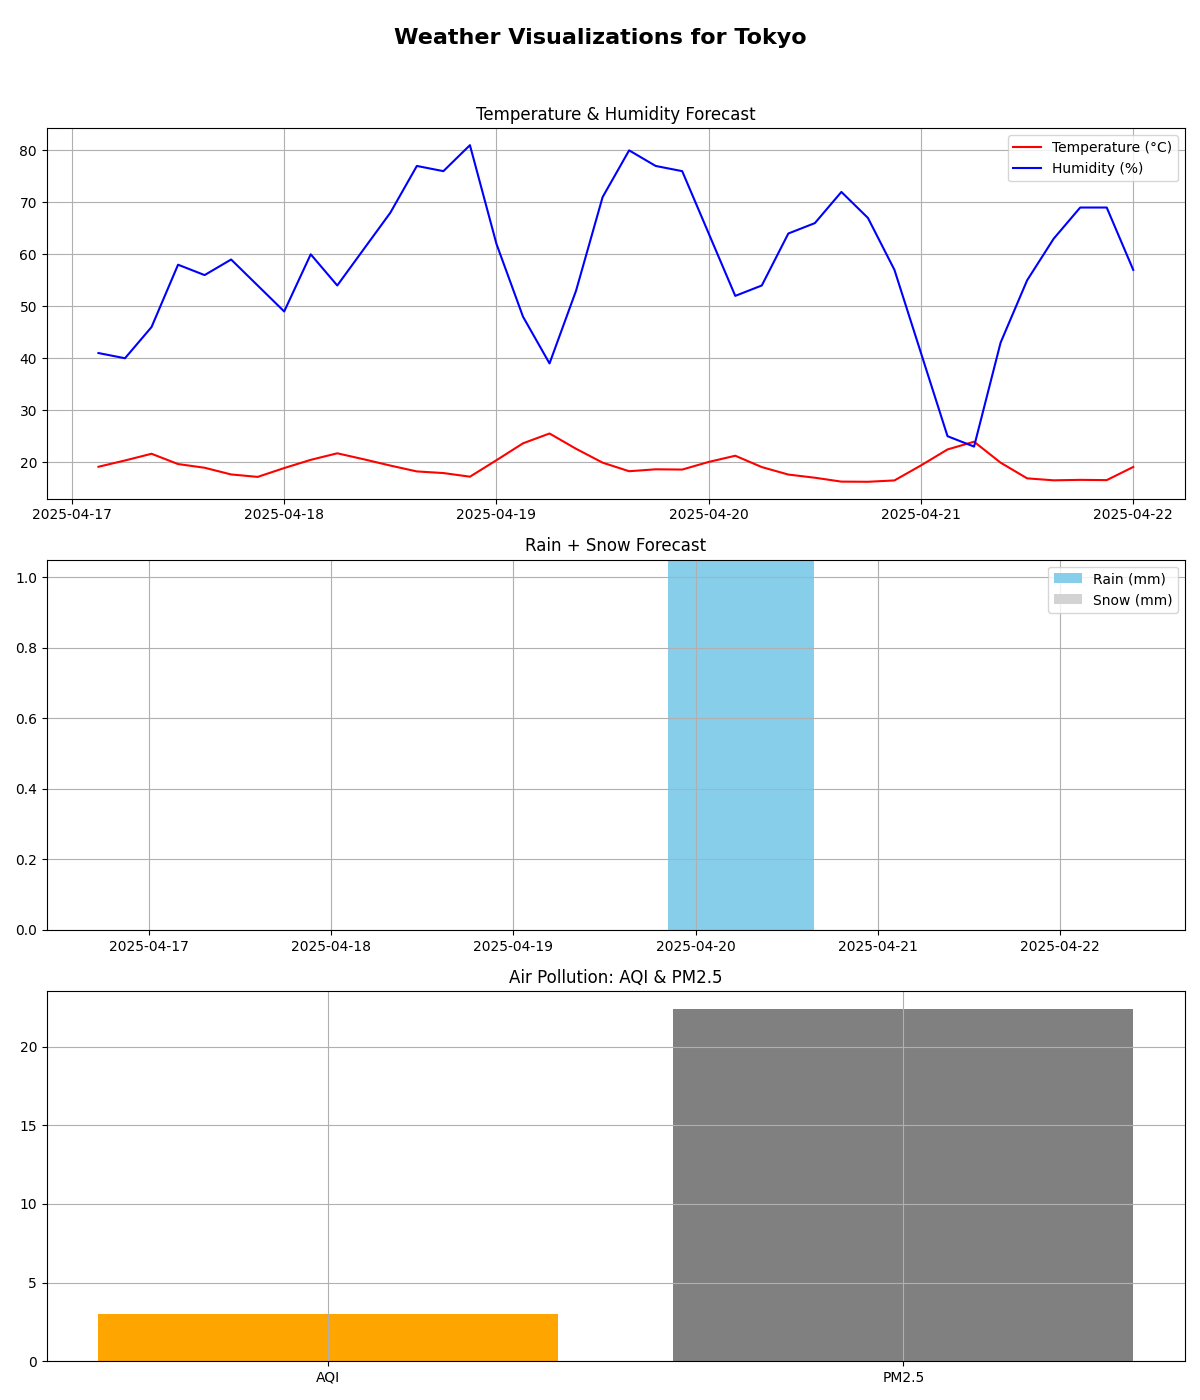 Weather Visualizations for Tokyo
Temperature & Humidity Forecast
Temperature (°C)
Humidity (%)
80
70
60
50
40
30
20
2025-04-17 2025-04-18 2025-04-19 2025-04-20 2025-04-21 2025-04-22
Rain + Snow Forecast
Rain (mm)
Snow (mm)
1.0
0.8
0.6
0.4
0.2
0.0
2025-04-17 2025-04-18 2025-04-19 2025-04-20 2025-04-21 2025-04-22
Air Pollution: AQI & PM2.5
20
15
10
5
0
AQI PM2.5